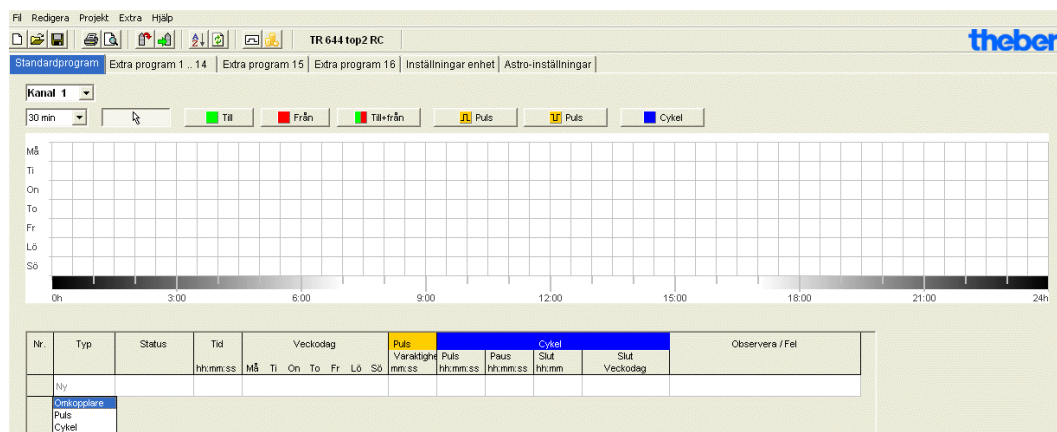 Fil Redigera Projekt Extra Hjälp
TR 644 top2 RC
theben
Standardprogram Extra program 1 .. 14 Extra program 15 Extra program 16 Inställningar enhet Astro-inställningar
Kanal 1
30 min Till Från Till+från Puls Puls Cykel
Må
Ti
On
To
Fr
Lö
Sö
0h 3:00 6:00 9:00 12:00 15:00 18:00 21:00 24h
Nr. Typ Status Tid Veckodag Puls Cykel Observera / Fel
Varaktighe Puls Paus Slut Slut
hh:mm:ss Må Ti On To Fr Lö Sö mm:ss hh:mm:ss hh:mm:ss hh:mm Veckodag
Ny
Omkopplare
Puls
Cykel